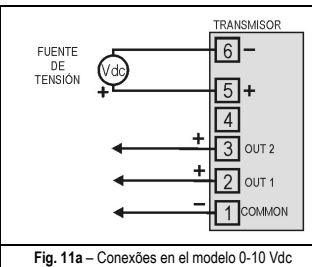 TRANSMISOR
FUENTE
DE
TENSIÓN
Vdc
+
6 –
5 +
4
+ 3 OUT 2
+ 2 OUT 1
– 1 COMMON
Fig. 11a – Conexões en el modelo 0-10 Vdc